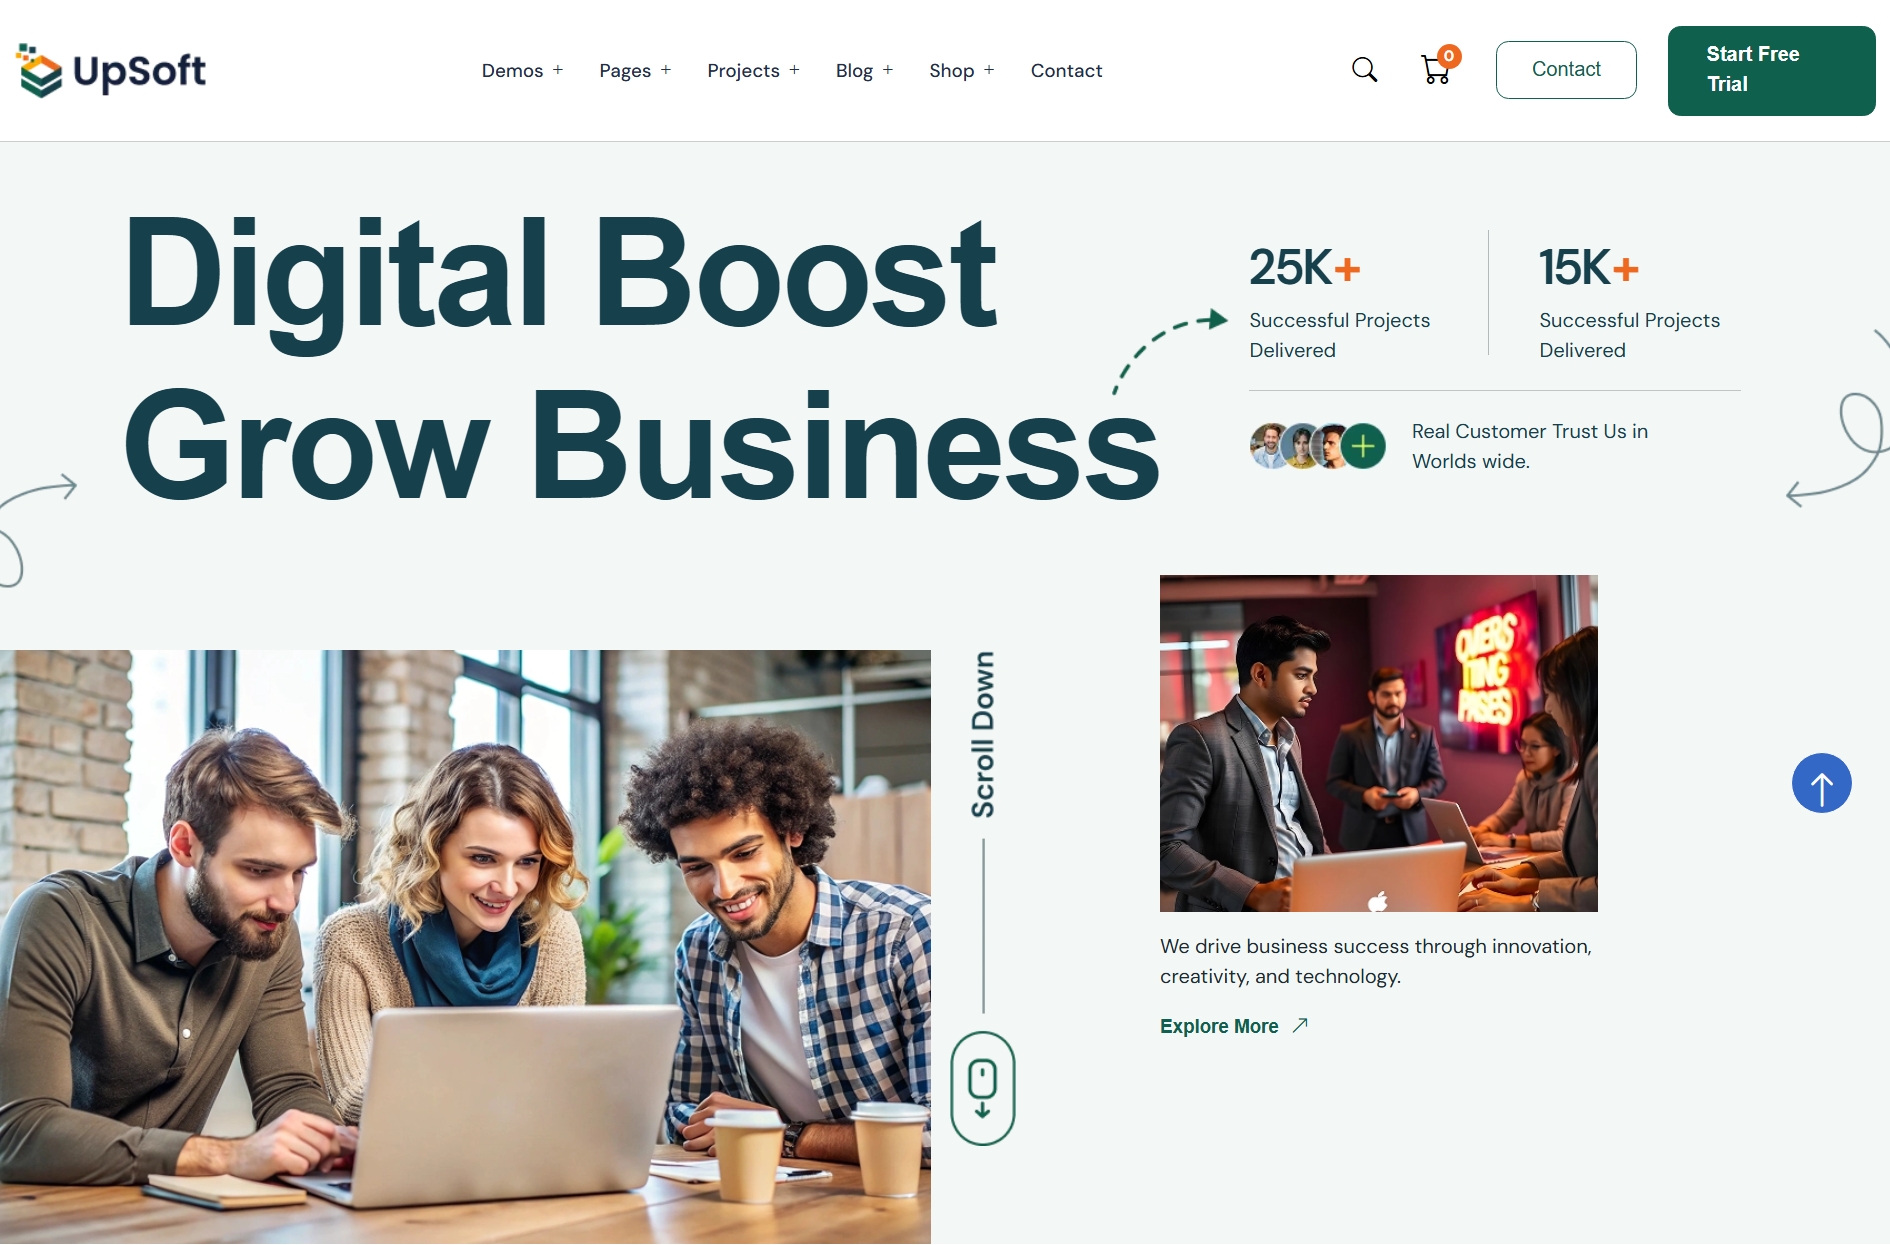 UpSoft
Demos +
Pages +
Projects +
Blog +
Shop +
Contact
0
Contact
Start Free
Trial
Digital Boost
Grow Business
25K+
Successful Projects
Delivered
15K+
Successful Projects
Delivered
Real Customer Trust Us in
Worlds wide.
Scroll Down
We drive business success through innovation,
creativity, and technology.
Explore More